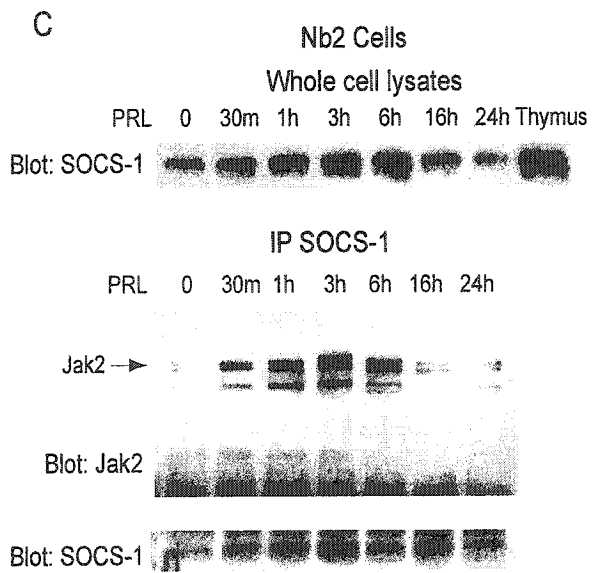 C
Nb2 Cells
Whole cell lysates
PRL 0 30m 1h 3h 6h 16h 24h Thymus
Blot: SOCS-1
IP SOCS-1
PRL 0 30m 1h 3h 6h 16h 24h
Jak2
Blot: Jak2
Blot: SOCS-1